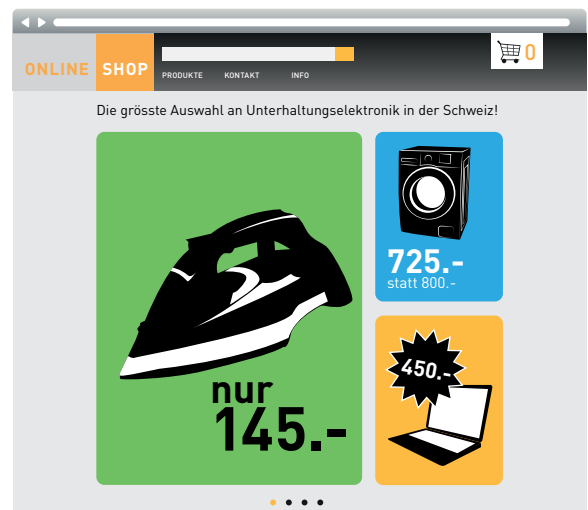 ONLINE SHOP
PRODUKTE KONTAKT INFO
0
Die grösste Auswahl an Unterhaltungselektronik in der Schweiz!
nur
145.-
725.-
statt 800.-
450.-